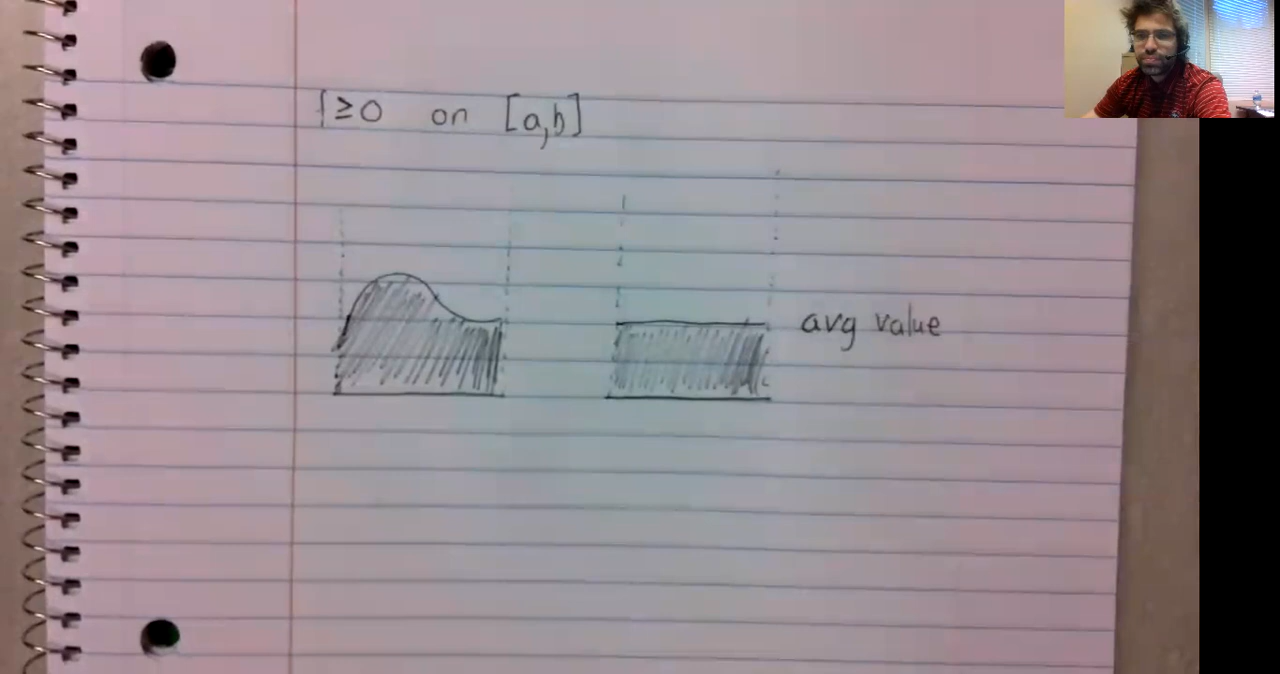 f≥0 on [a,b]
avg value